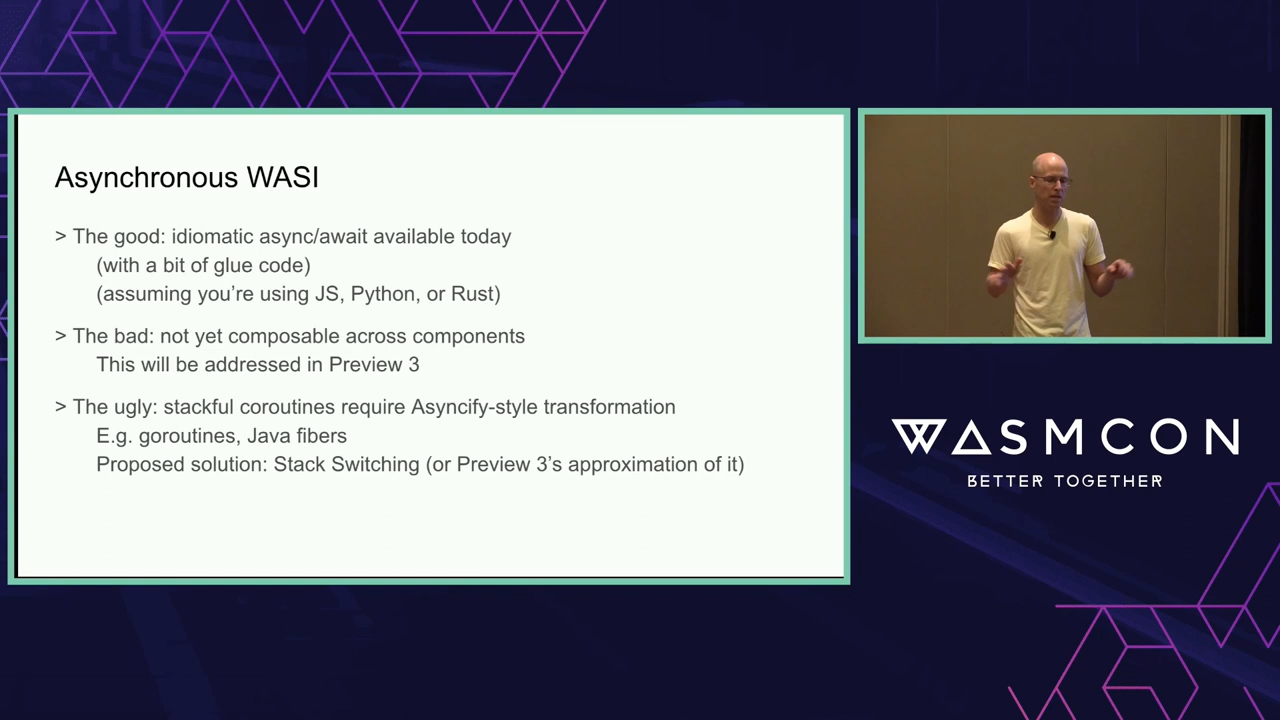 Asynchronous WASI
> The good: idiomatic async/await available today
(with a bit of glue code)
(assuming you’re using JS, Python, or Rust)
> The bad: not yet composable across components
This will be addressed in Preview 3
> The ugly: stackful coroutines require Asyncify-style transformation
E.g. goroutines, Java fibers
Proposed solution: Stack Switching (or Preview 3’s approximation of it)
WASMCON
BETTER TOGETHER